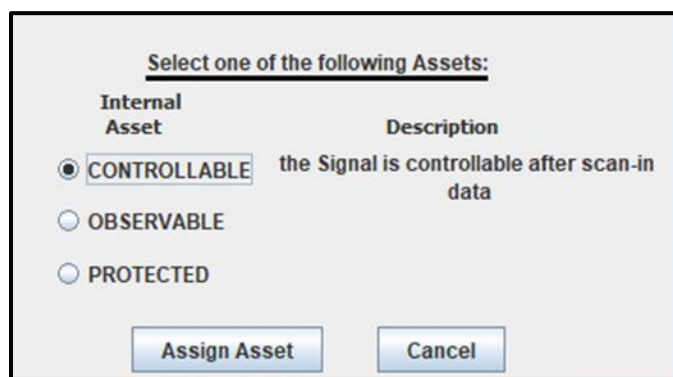 Select one of the following Assets:
Internal
Asset
Description
CONTROLLABLE
the Signal is controllable after scan-in
data
OBSERVABLE
PROTECTED
Assign Asset
Cancel